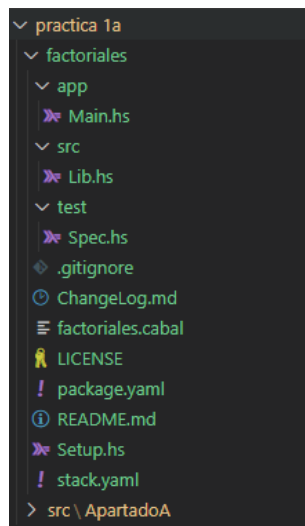 practica 1a
factoriales
app
Main.hs
src
Lib.hs
test
Spec.hs
.gitignore
ChangeLog.md
factoriales.cabal
LICENSE
package.yaml
README.md
Setup.hs
stack.yaml
src \ ApartadoA